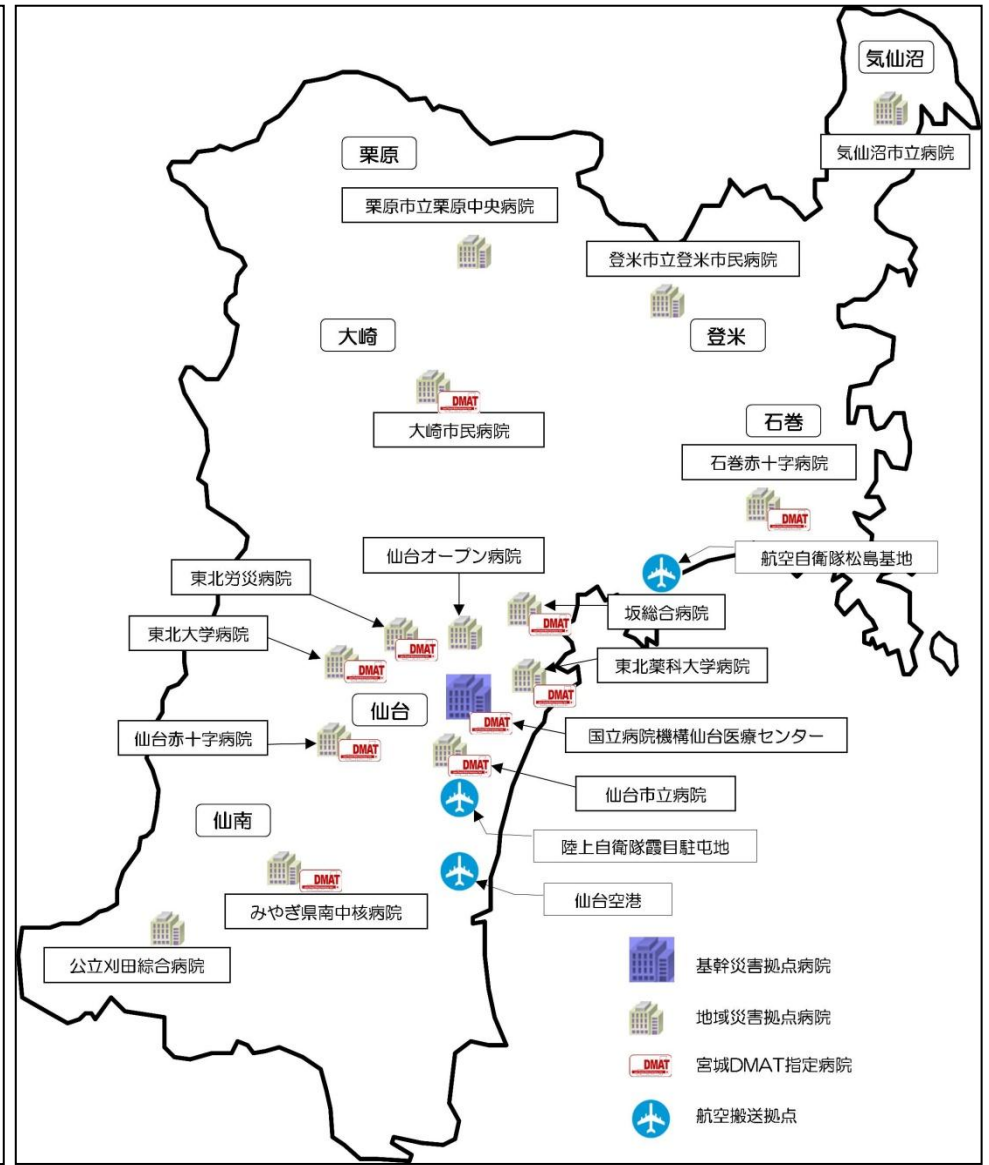 気仙沼
気仙沼市立病院
栗原
栗原市立栗原中央病院
登米市立登米市民病院
大崎
登米
DMAT
大崎市民病院
石巻
石巻赤十字病院
DMAT
航空自衛隊松島基地
仙台オープン病院
東北労災病院
DMAT
坂総合病院
DMAT
東北大学病院
DMAT
東北薬科大学病院
DMAT
仙台
国立病院機構仙台医療センター
DMAT
仙台赤十字病院
DMAT
仙台市立病院
DMAT
仙南
陸上自衛隊霞目駐屯地
DMAT
みやぎ県南中核病院
仙台空港
公立刈田綜合病院
基幹災害拠点病院
地域災害拠点病院
DMAT
宮城DMAT指定病院
航空搬送拠点